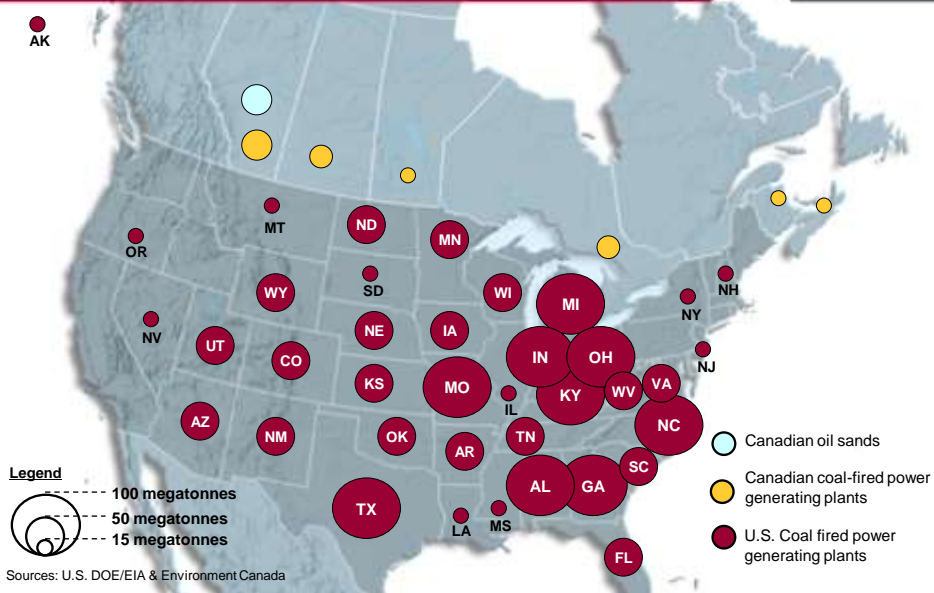 AK
MT
ND
MN
OR
WY
SD
WI
MI
NH
NY
NV
UT
CO
NE
IA
IN
OH
NJ
KS
MO
IL
KY
WV
VA
AZ
NM
OK
AR
TN
NC
SC
TX
LA
MS
AL
GA
FL
Canadian oil sands
Canadian coal-fired power
generating plants
U.S. Coal fired power
generating plants
Legend
100 megatonnes
50 megatonnes
15 megatonnes
Sources: U.S. DOE/EIA & Environment Canada